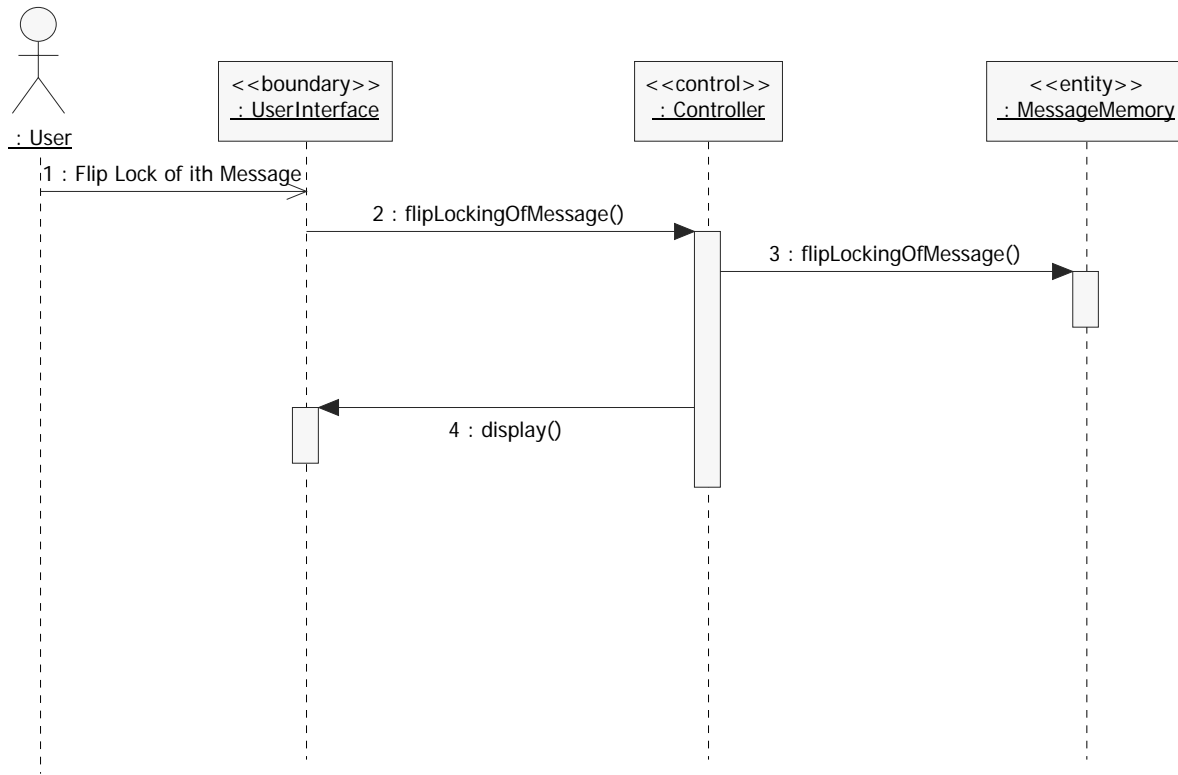 <<boundary>>
: UserInterface
<<control>>
: Controller
<<entity>>
: MessageMemory
: User
1 : Flip Lock of ith Message
2 : flipLockingOfMessage()
3 : flipLockingOfMessage()
4 : display()